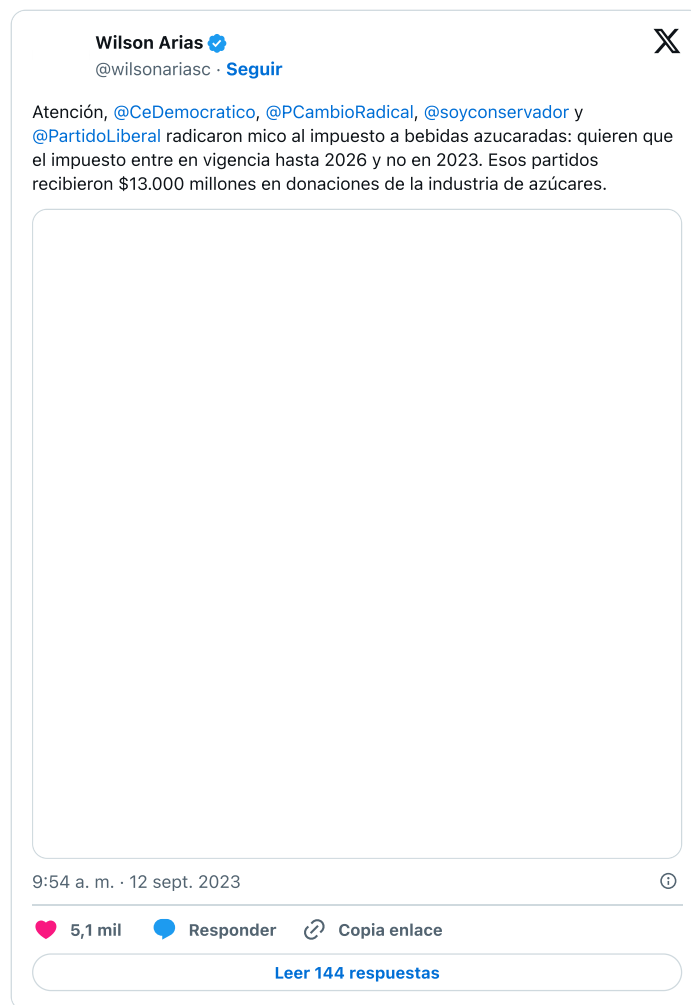 Wilson Arias
@wilsonariasc · Seguir
Atención, @CeDemocratico, @PCambioRadical, @soyconservador y
@PartidoLiberal radicaron mico al impuesto a bebidas azucaradas: quieren que
el impuesto entre en vigencia hasta 2026 y no en 2023. Esos partidos
recibieron $13.000 millones en donaciones de la industria de azúcares.
9:54 a. m. · 12 sept. 2023
5,1 mil Responder Copia enlace
Leer 144 respuestas